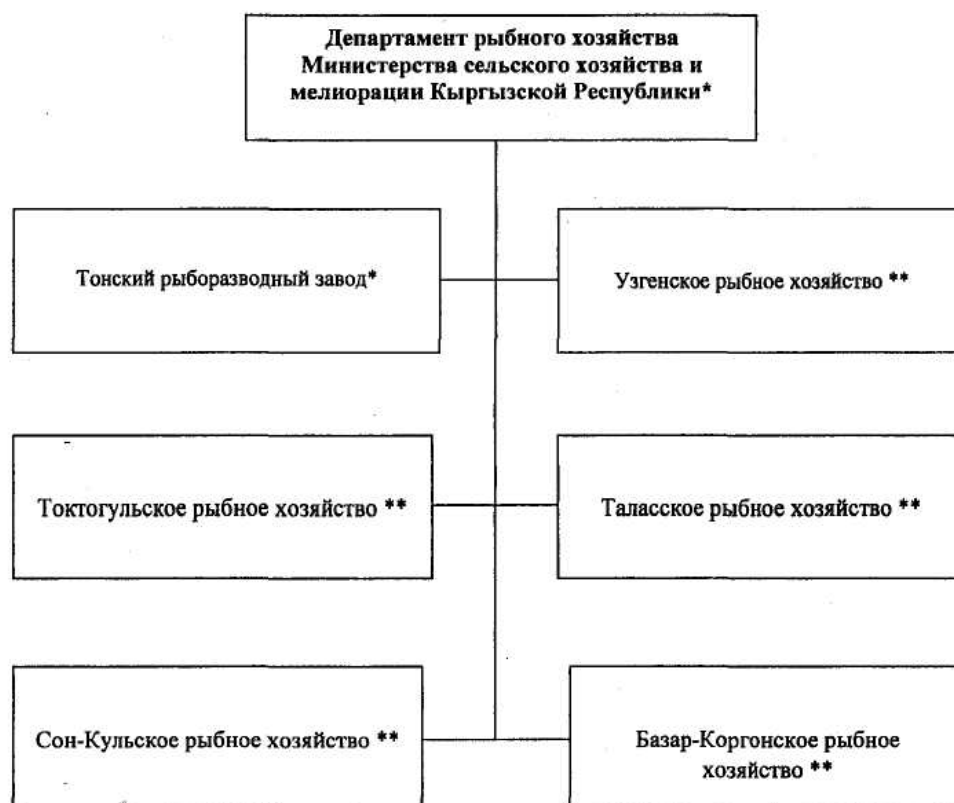 Департамент рыбного хозяйства
Министерства сельского хозяйства и
мелиорации Кыргызской Республики*
Тонский рыборазводный завод*
Узгенское рыбное хозяйство **
Токтогульское рыбное хозяйство **
Таласское рыбное хозяйство **
Сон-Кульское рыбное хозяйство **
Базар-Коргонское рыбное
хозяйство **